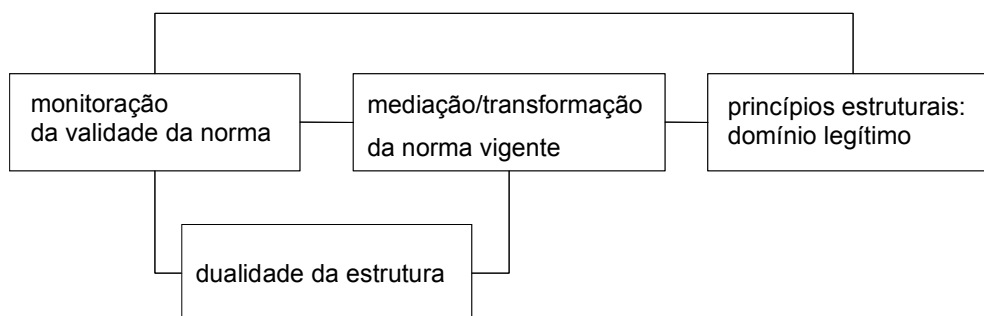 monitoração
da validade da norma
mediação/transformação
da norma vigente
princípios estruturais:
domínio legítimo
dualidade da estrutura